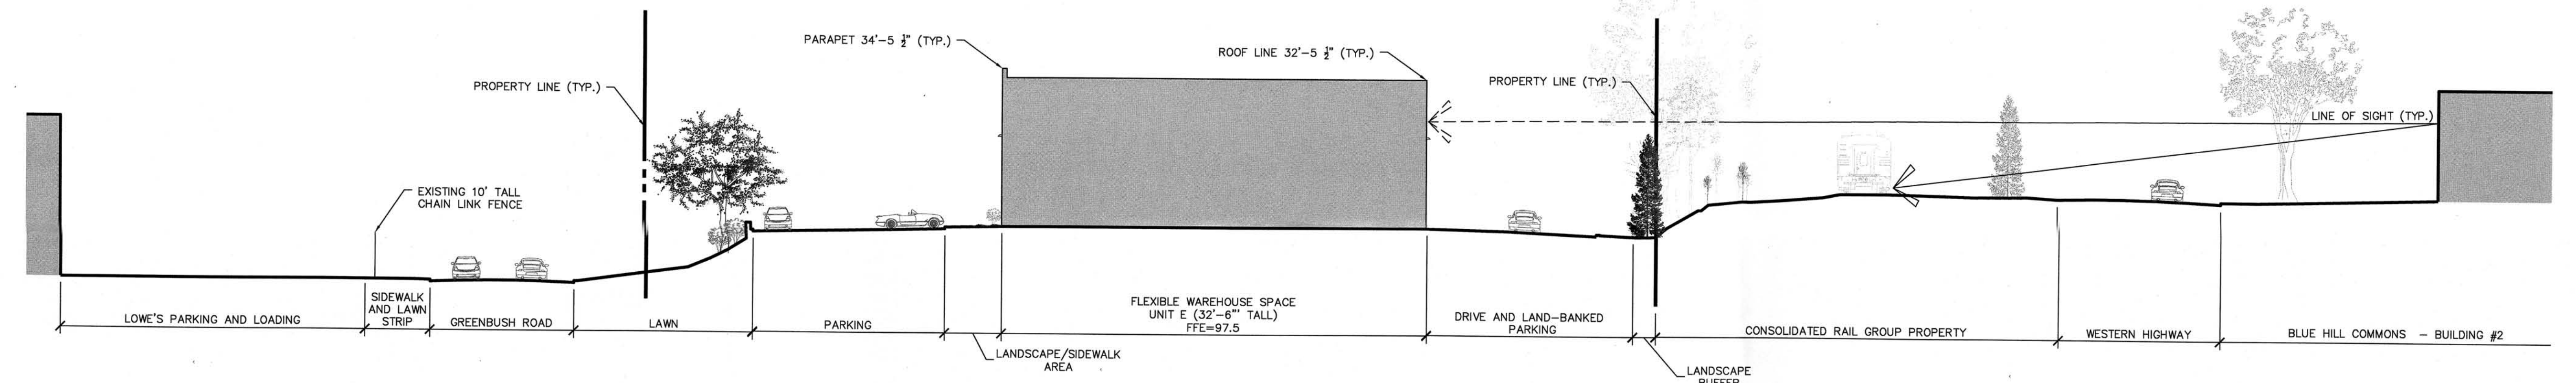 PARAPET 34'-5 ½" (TYP.)
ROOF LINE 32'-5 ½" (TYP.)
PROPERTY LINE (TYP.)
PROPERTY LINE (TYP.)
LINE OF SIGHT (TYP.)
EXISTING 10' TALL
CHAIN LINK FENCE
LOWE'S PARKING AND LOADING
SIDEWALK
AND LAWN
STRIP
GREENBUSH ROAD
LAWN
PARKING
LANDSCAPE/SIDEWALK
AREA
FLEXIBLE WAREHOUSE SPACE
UNIT E (32'-6"' TALL)
FFE=97.5
DRIVE AND LAND-BANKED
PARKING
LANDSCAPE
BUFFER
CONSOLIDATED RAIL GROUP PROPERTY
WESTERN HIGHWAY
BLUE HILL COMMONS - BUILDING #2